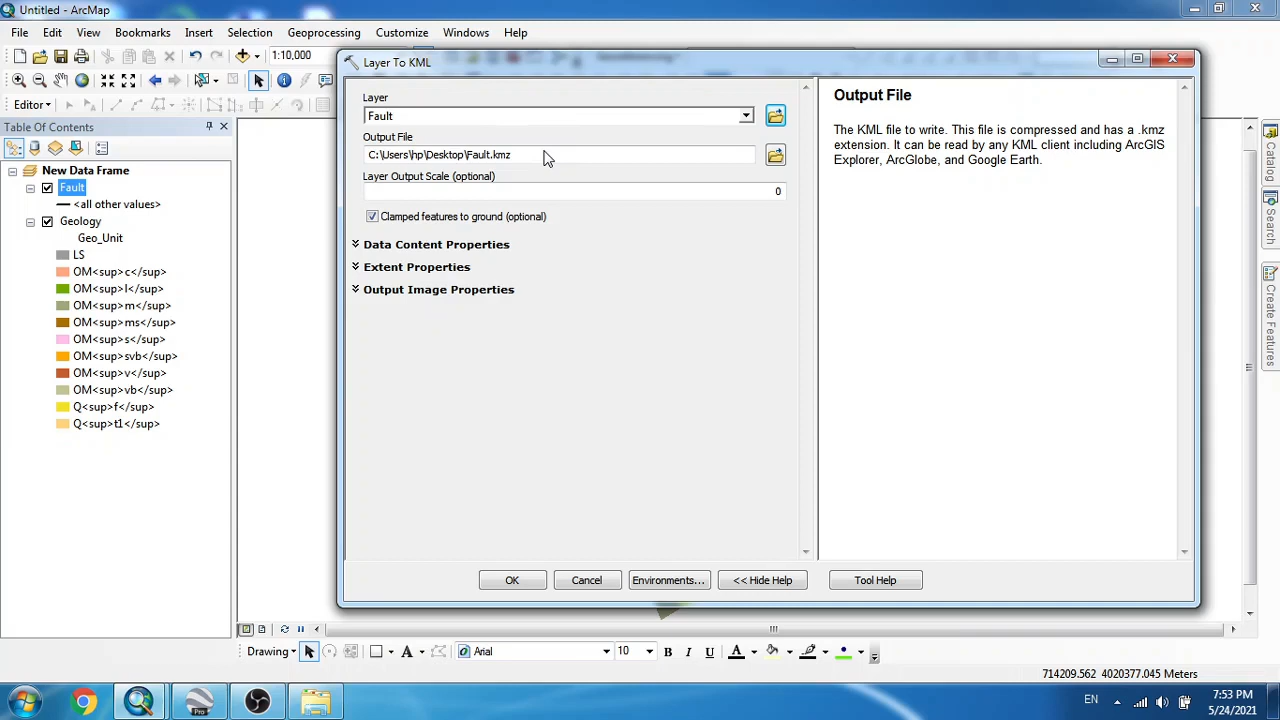 Untitled - ArcMap
File Edit View Bookmarks Insert Selection Geoprocessing Customize Windows Help
1:10,000
Layer To KML
Editor
Table Of Contents
New Data Frame
Fault
<all other values>
Geology
Geo_Unit
LS
OM<sup>c</sup>
OM<sup>l</sup>
OM<sup>m</sup>
OM<sup>ms</sup>
OM<sup>s</sup>
OM<sup>svb</sup>
OM<sup>v</sup>
OM<sup>vb</sup>
Q<sup>f</sup>
Q<sup>t1</sup>
Layer
Fault
Output File
C:\Users\hp\Desktop\Fault.kmz
Layer Output Scale (optional)
0
Clamped features to ground (optional)
Data Content Properties
Extent Properties
Output Image Properties
OK Cancel Environments... << Hide Help Tool Help
Output File
The KML file to write. This file is compressed and has a .kmz
extension. It can be read by any KML client including ArcGIS
Explorer, ArcGlobe, and Google Earth.
Catalog
Search
Create Features
Drawing Arial 10 B I U A
714209.562 4020377.045 Meters
Pro
EN
7:53 PM
5/24/2021